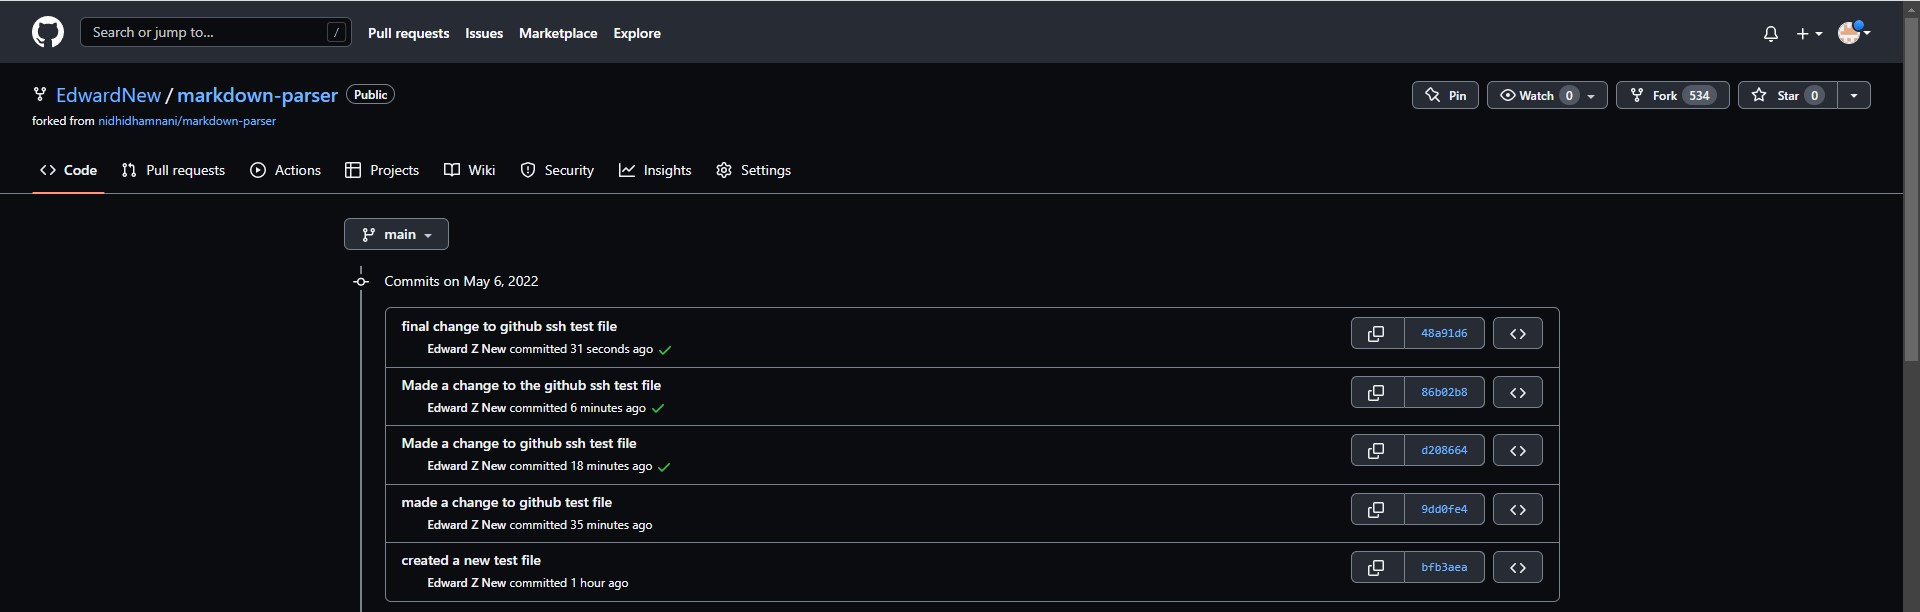 Search or jump to... /
Pull requests Issues Marketplace Explore
EdwardNew / markdown-parser Public
Pin Watch 0 Fork 534 Star 0
forked from nidhidhamnani/markdown-parser
Code Pull requests Actions Projects Wiki Security Insights Settings
main
Commits on May 6, 2022
final change to github ssh test file
Edward Z New committed 31 seconds ago
48a91d6
Made a change to the github ssh test file
Edward Z New committed 6 minutes ago
86b02b8
Made a change to github ssh test file
Edward Z New committed 18 minutes ago
d208664
made a change to github test file
Edward Z New committed 35 minutes ago
9dd0fe4
created a new test file
Edward Z New committed 1 hour ago
bfb3aea